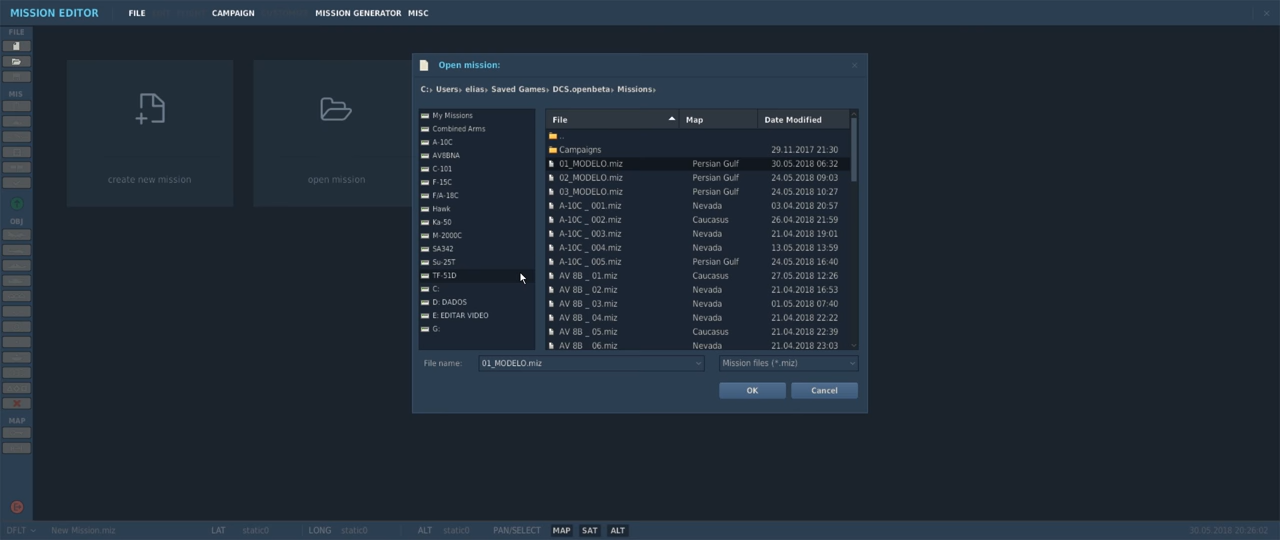 MISSION EDITOR FILE CAMPAIGN MISSION GENERATOR MISC
FILE
MIS
OBJ
MAP
create new mission
open mission
Open mission:
C:› Users› elias› Saved Games› DCS.openbeta› Missions›
My Missions
Combined Arms
A-10C
AV8BNA
C-101
F-15C
F/A-18C
Hawk
Ka-50
M-2000C
SA342
Su-25T
TF-51D
C:
D: DADOS
E: EDITAR VIDEO
G:
File Map Date Modified
..
Campaigns 29.11.2017 21:30
01_MODELO.miz Persian Gulf 30.05.2018 06:32
02_MODELO.miz Persian Gulf 24.05.2018 09:03
03_MODELO.miz Persian Gulf 24.05.2018 10:27
A-10C _ 001.miz Nevada 03.04.2018 20:57
A-10C _ 002.miz Caucasus 26.04.2018 21:59
A-10C _ 003.miz Nevada 21.04.2018 19:01
A-10C _ 004.miz Nevada 13.05.2018 13:59
A-10C _ 005.miz Persian Gulf 24.05.2018 16:40
AV 8B _ 01.miz Caucasus 27.05.2018 12:26
AV 8B _ 02.miz Nevada 21.04.2018 16:53
AV 8B _ 03.miz Nevada 01.05.2018 07:40
AV 8B _ 04.miz Nevada 21.04.2018 22:22
AV 8B _ 05.miz Caucasus 21.04.2018 22:39
AV 8B _ 06.miz Nevada 21.04.2018 23:03
File name: 01_MODELO.miz Mission files (*.miz)
OK Cancel
DFLT New Mission.miz LAT static0 LONG static0 ALT static0 PAN/SELECT MAP SAT ALT 30.05.2018 20:26:02